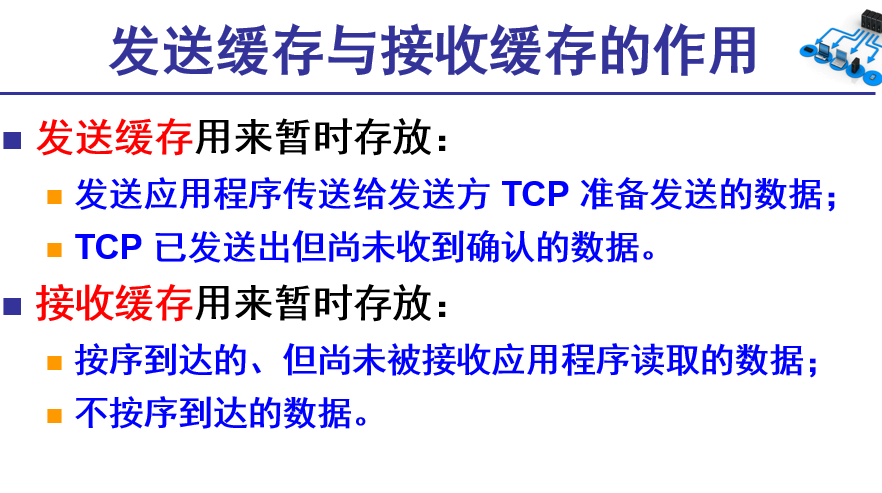 发送缓存与接收缓存的作用
发送缓存用来暂时存放：
发送应用程序传送给发送方 TCP 准备发送的数据；
TCP 已发送出但尚未收到确认的数据。
接收缓存用来暂时存放：
按序到达的、但尚未被接收应用程序读取的数据；
不按序到达的数据。